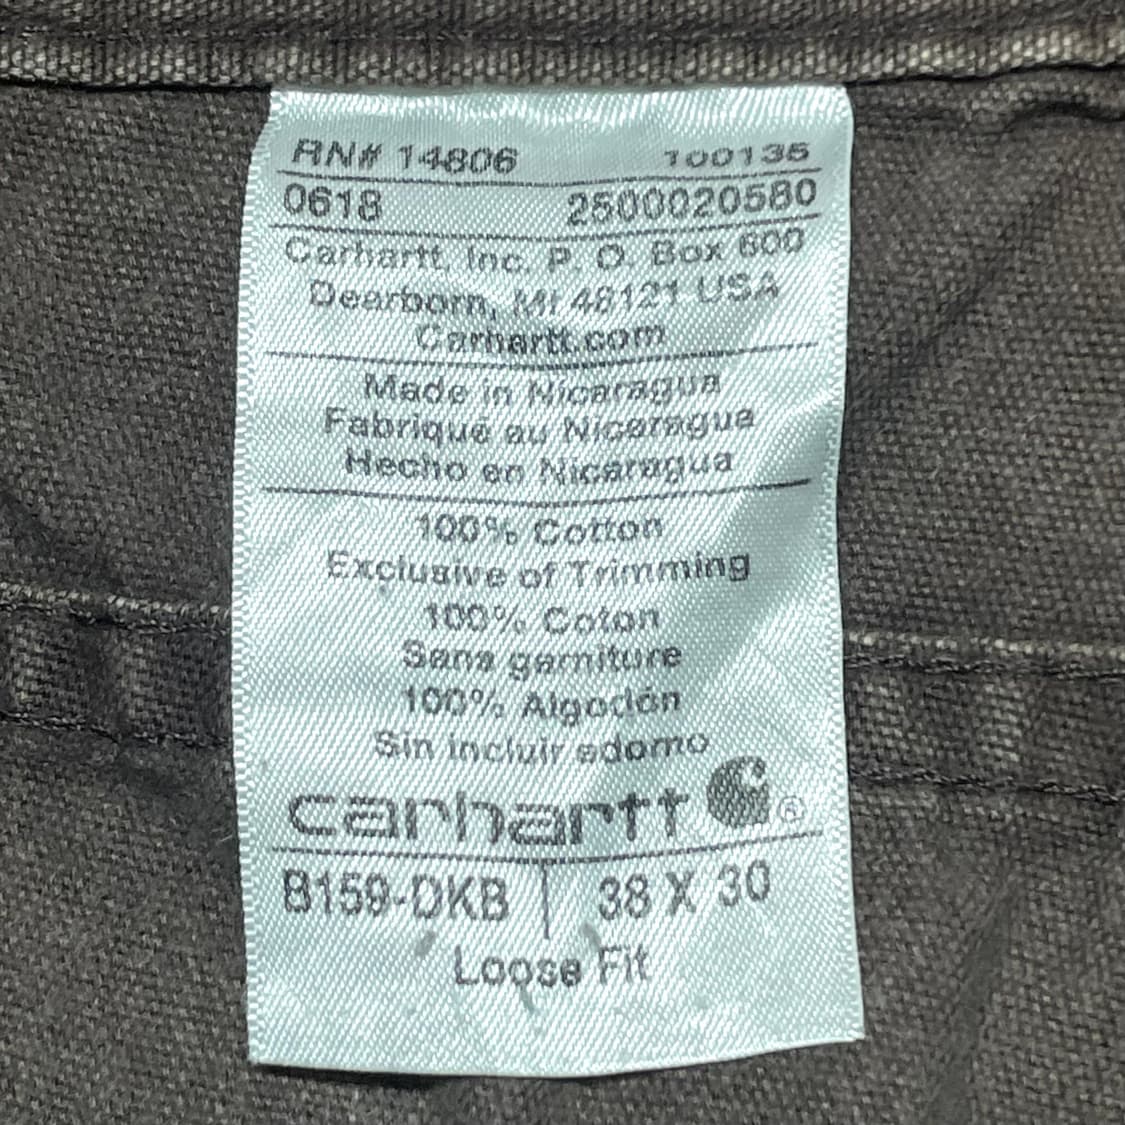 RN# 14806 100135
0618 2500020580
Carhartt, Inc. P. O. Box 600
Dearborn, MI 48121 USA
Carhartt.com
Made in Nicaragua
Fabriqué au Nicaragua
Hecho en Nicaragua
100% Cotton
Exclusive of Trimming
100% Coton
Sans garniture
100% Algodón
Sin incluir adorno
carhartt ®
B159-DKB | 38 X 30
Loose Fit